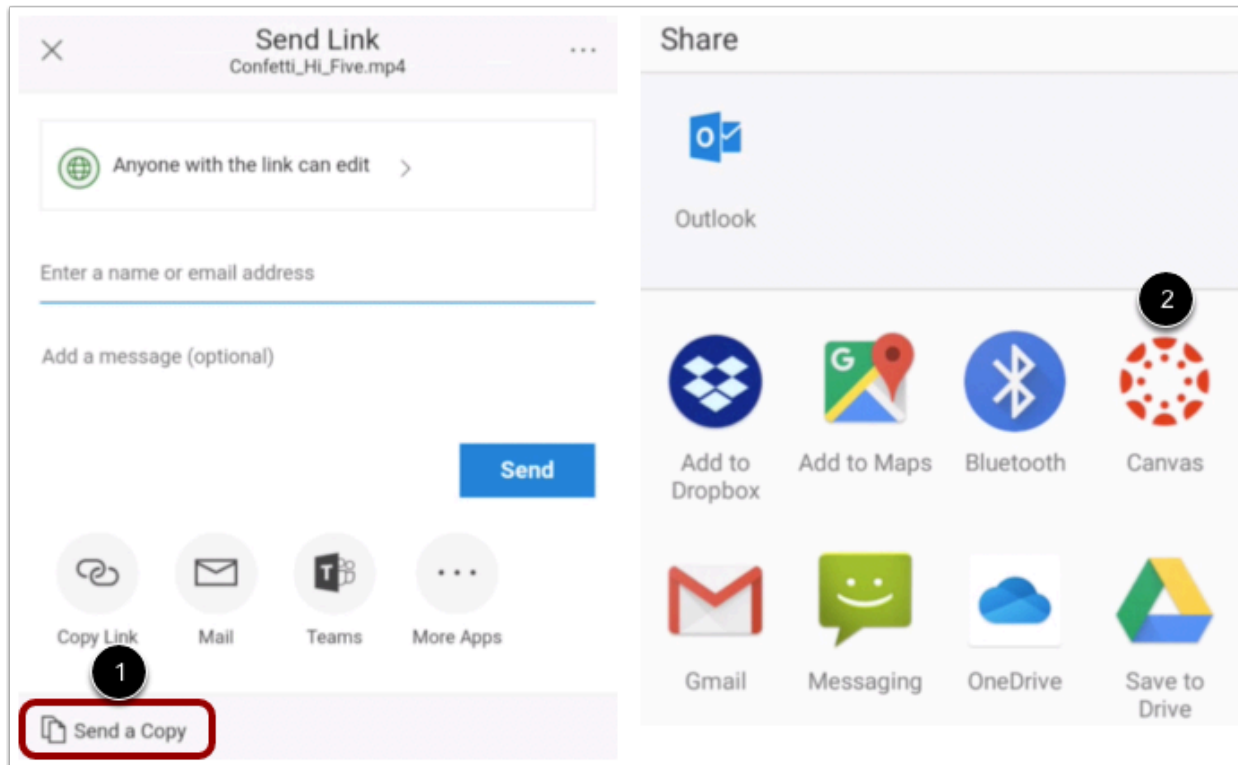 Send Link
Confetti_Hi_Five.mp4
Anyone with the link can edit
Enter a name or email address
Add a message (optional)
Send
T
Copy Link
Mail
Teams
More Apps
1
Send a Copy
Share
O
Outlook
2
G
Add to
Dropbox
Add to Maps
Bluetooth
Canvas
Gmail
Messaging
OneDrive
Save to
Drive